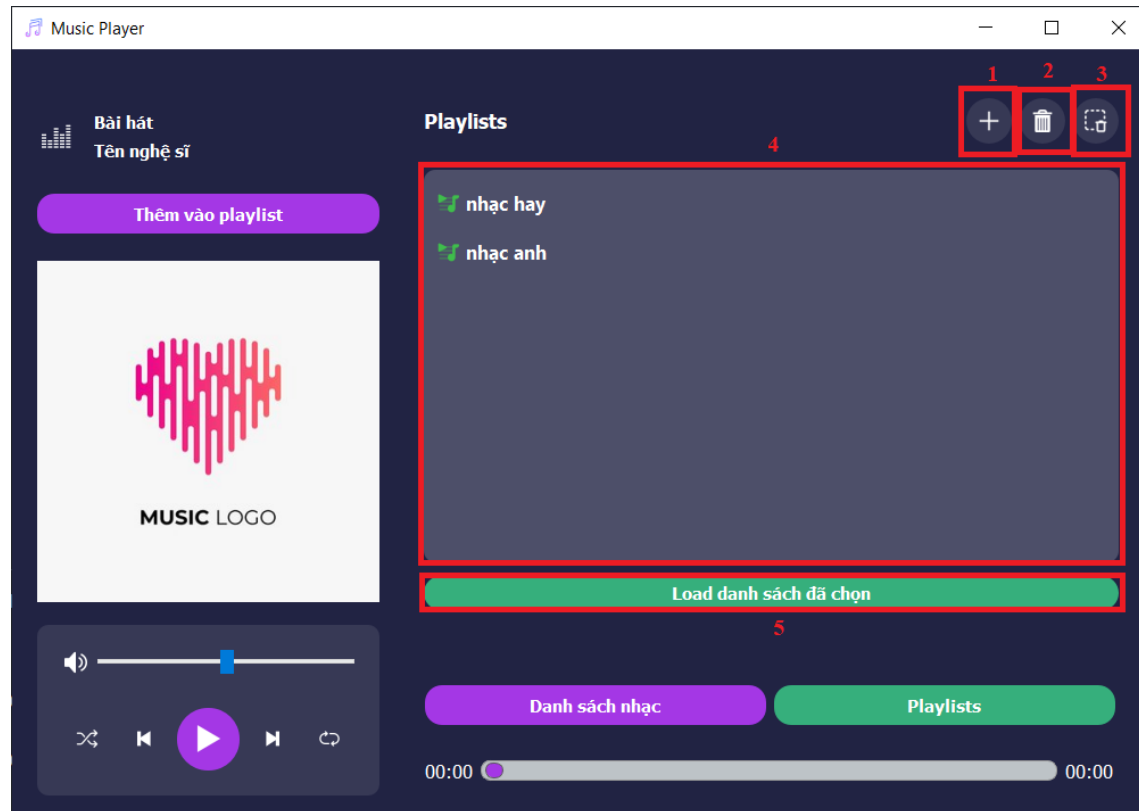 Music Player
1 2 3
Bài hát
Tên nghệ sĩ
Playlists
4
Thêm vào playlist
nhạc hay
nhạc anh
MUSIC LOGO
Load danh sách đã chọn
5
Danh sách nhạc
Playlists
00:00
00:00